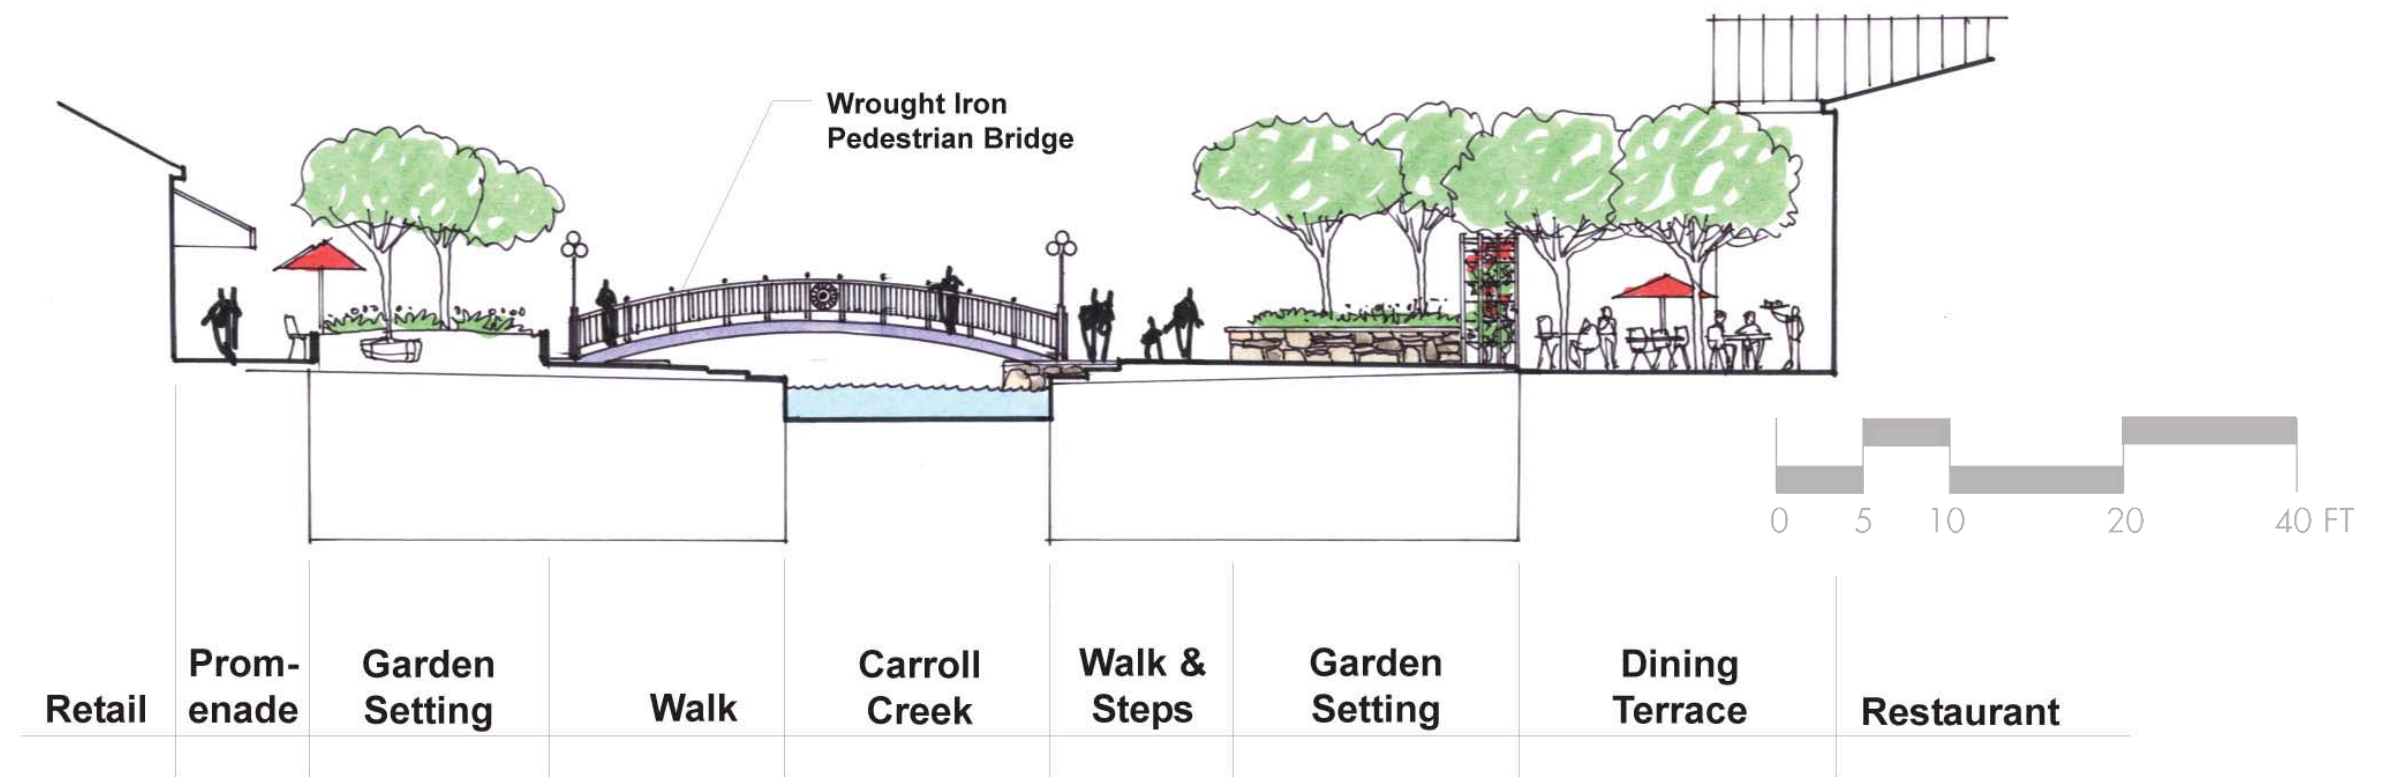 Wrought Iron
Pedestrian Bridge
0 5 10 20 40 FT
Retail
Prom-
enade
Garden
Setting
Walk
Carroll
Creek
Walk &
Steps
Garden
Setting
Dining
Terrace
Restaurant